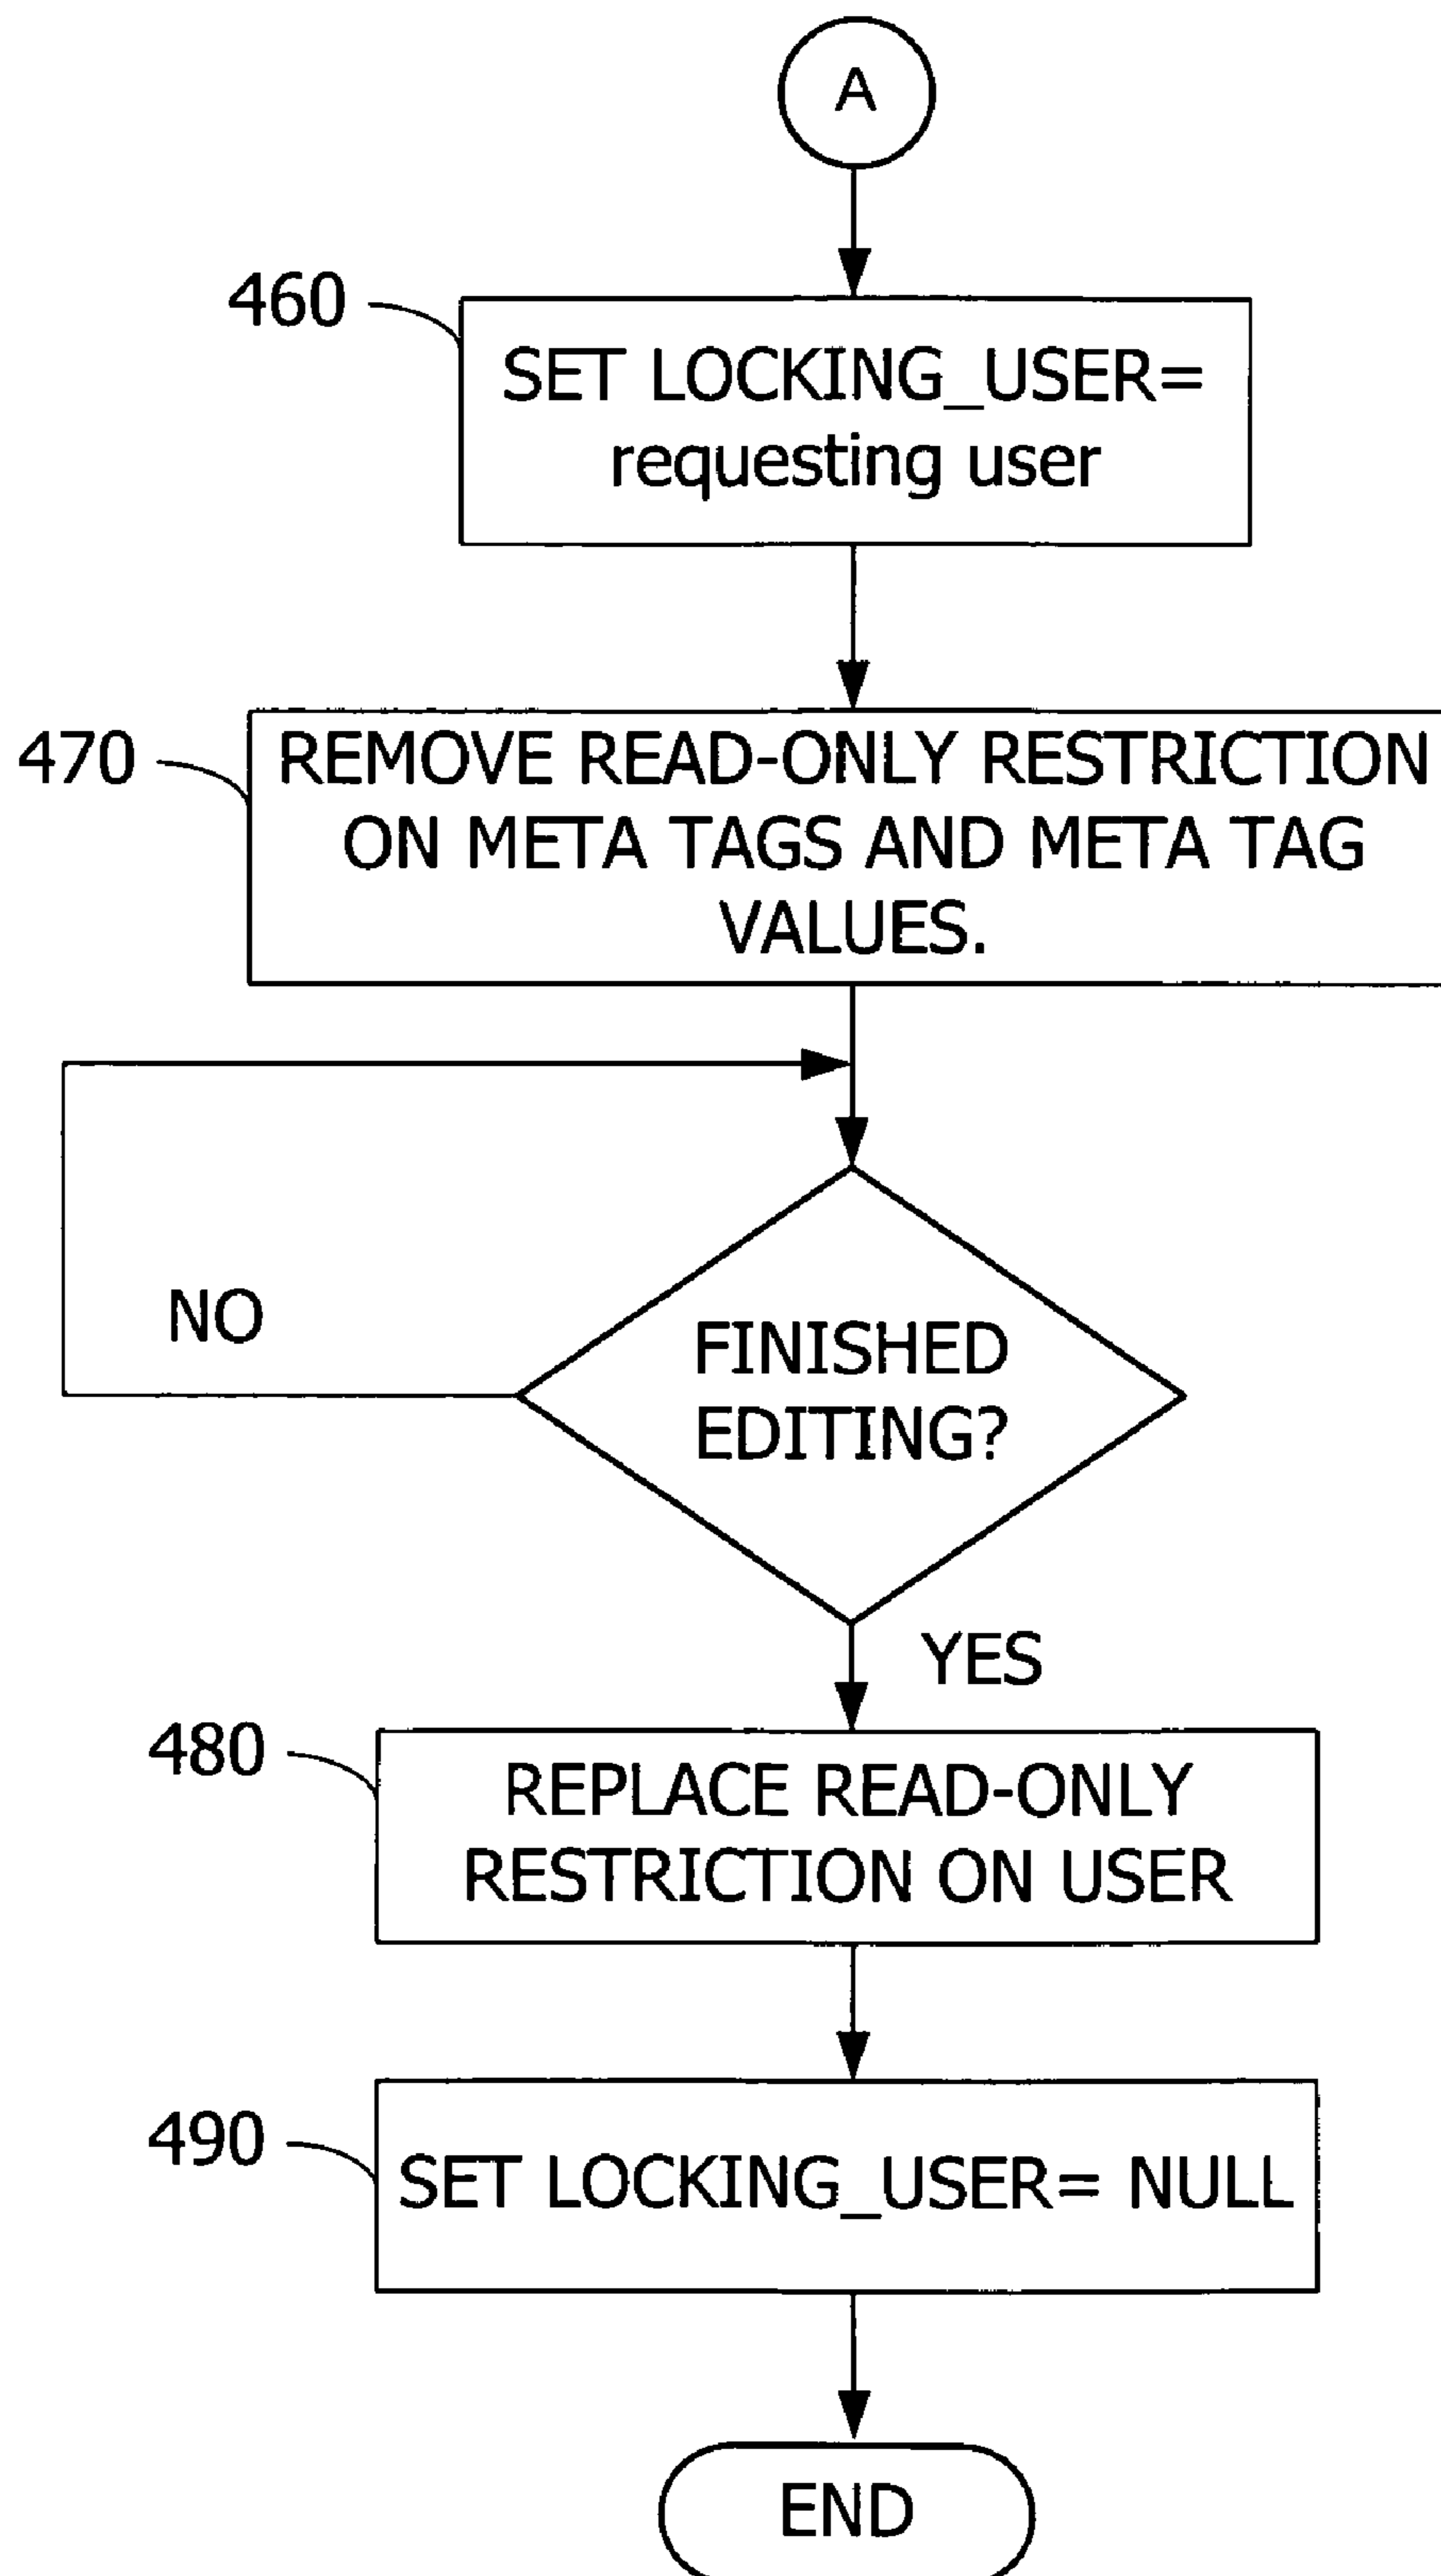 A
460
SET LOCKING_USER=
requesting user
470
REMOVE READ-ONLY RESTRICTION
ON META TAGS AND META TAG
VALUES.
NO
FINISHED
EDITING?
YES
480
REPLACE READ-ONLY
RESTRICTION ON USER
490
SET LOCKING_USER= NULL
END